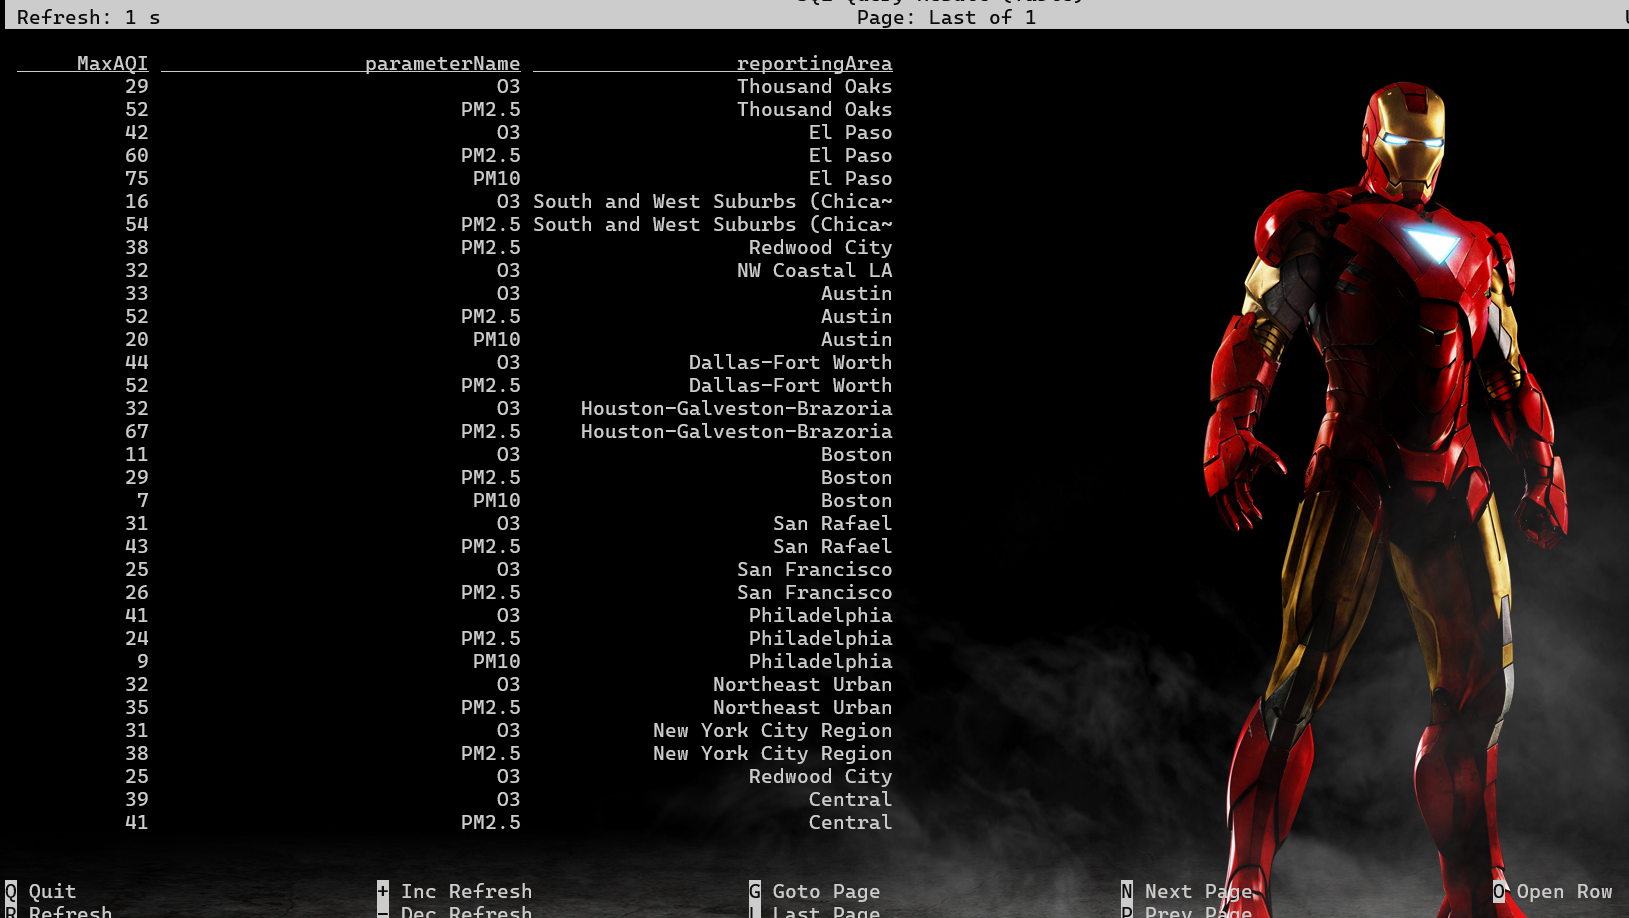 SQL Query Result (Table)
Refresh: 1 s Page: Last of 1
MaxAQI parameterName reportingArea
29 O3 Thousand Oaks
52 PM2.5 Thousand Oaks
42 O3 El Paso
60 PM2.5 El Paso
75 PM10 El Paso
16 O3 South and West Suburbs (Chica~
54 PM2.5 South and West Suburbs (Chica~
38 PM2.5 Redwood City
32 O3 NW Coastal LA
33 O3 Austin
52 PM2.5 Austin
20 PM10 Austin
44 O3 Dallas-Fort Worth
52 PM2.5 Dallas-Fort Worth
32 O3 Houston-Galveston-Brazoria
67 PM2.5 Houston-Galveston-Brazoria
11 O3 Boston
29 PM2.5 Boston
7 PM10 Boston
31 O3 San Rafael
43 PM2.5 San Rafael
25 O3 San Francisco
26 PM2.5 San Francisco
41 O3 Philadelphia
24 PM2.5 Philadelphia
9 PM10 Philadelphia
32 O3 Northeast Urban
35 PM2.5 Northeast Urban
31 O3 New York City Region
38 PM2.5 New York City Region
25 O3 Redwood City
39 O3 Central
41 PM2.5 Central
Q Quit + Inc Refresh G Goto Page N Next Page O Open Row
R Refresh - Dec Refresh L Last Page P Prev Page